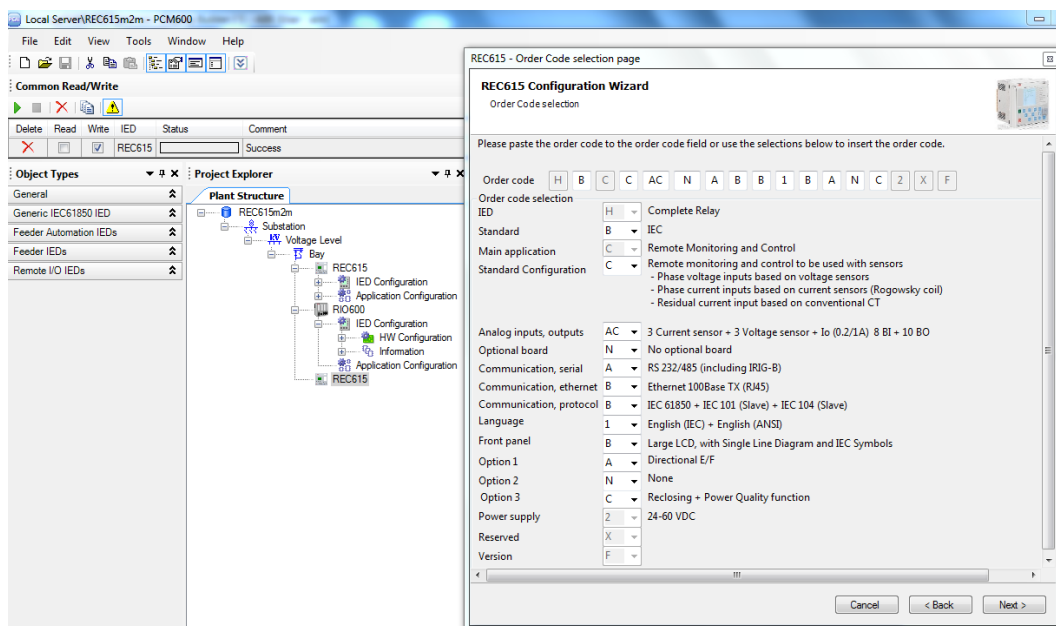 Local Server\REC615m2m - PCM600
File Edit View Tools Window Help
Common Read/Write
Delete Read Write IED Status Comment
REC615 Success
Object Types
General
Generic IEC61850 IED
Feeder Automation IEDs
Feeder IEDs
Remote I/O IEDs
Project Explorer
Plant Structure
REC615m2m
Substation
Voltage Level
Bay
REC615
IED Configuration
Application Configuration
RIO600
IED Configuration
HW Configuration
Information
Application Configuration
REC615
REC615 - Order Code selection page
REC615 Configuration Wizard
Order Code selection
Please paste the order code to the order code field or use the selections below to insert the order code.
Order code H B C C AC N A B B 1 B A N C 2 X F
Order code selection
IED H Complete Relay
Standard B IEC
Main application C Remote Monitoring and Control
Standard Configuration C Remote monitoring and control to be used with sensors
- Phase voltage inputs based on voltage sensors
- Phase current inputs based on current sensors (Rogowsky coil)
- Residual current input based on conventional CT
Analog inputs, outputs AC 3 Current sensor + 3 Voltage sensor + Io (0.2/1A) 8 BI + 10 BO
Optional board N No optional board
Communication, serial A RS 232/485 (including IRIG-B)
Communication, ethernet B Ethernet 100Base TX (RJ45)
Communication, protocol B IEC 61850 + IEC 101 (Slave) + IEC 104 (Slave)
Language 1 English (IEC) + English (ANSI)
Front panel B Large LCD, with Single Line Diagram and IEC Symbols
Option 1 A Directional E/F
Option 2 N None
Option 3 C Reclosing + Power Quality function
Power supply 2 24-60 VDC
Reserved X
Version F
Cancel < Back Next >